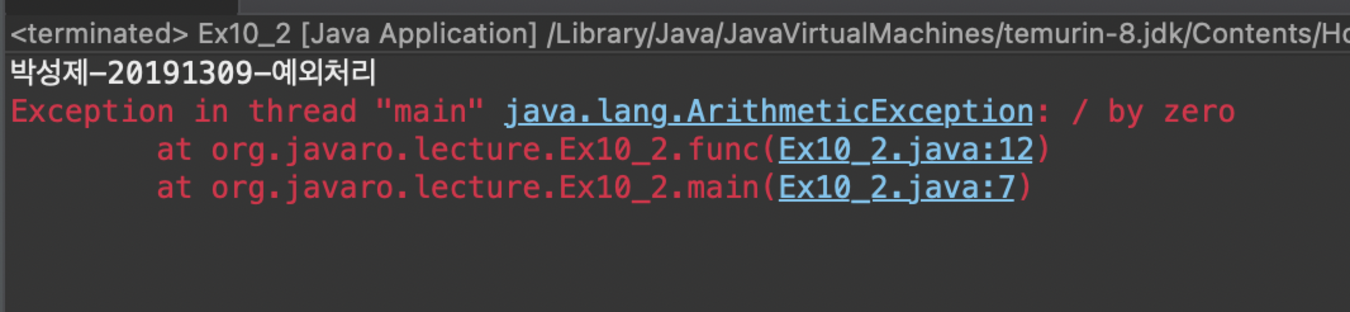 <terminated> Ex10_2 [Java Application] /Library/Java/JavaVirtualMachines/temurin-8.jdk/Contents/Ho
박성제-20191309-예외처리
Exception in thread "main" java.lang.ArithmeticException: / by zero
at org.javaro.lecture.Ex10_2.func(Ex10_2.java:12)
at org.javaro.lecture.Ex10_2.main(Ex10_2.java:7)